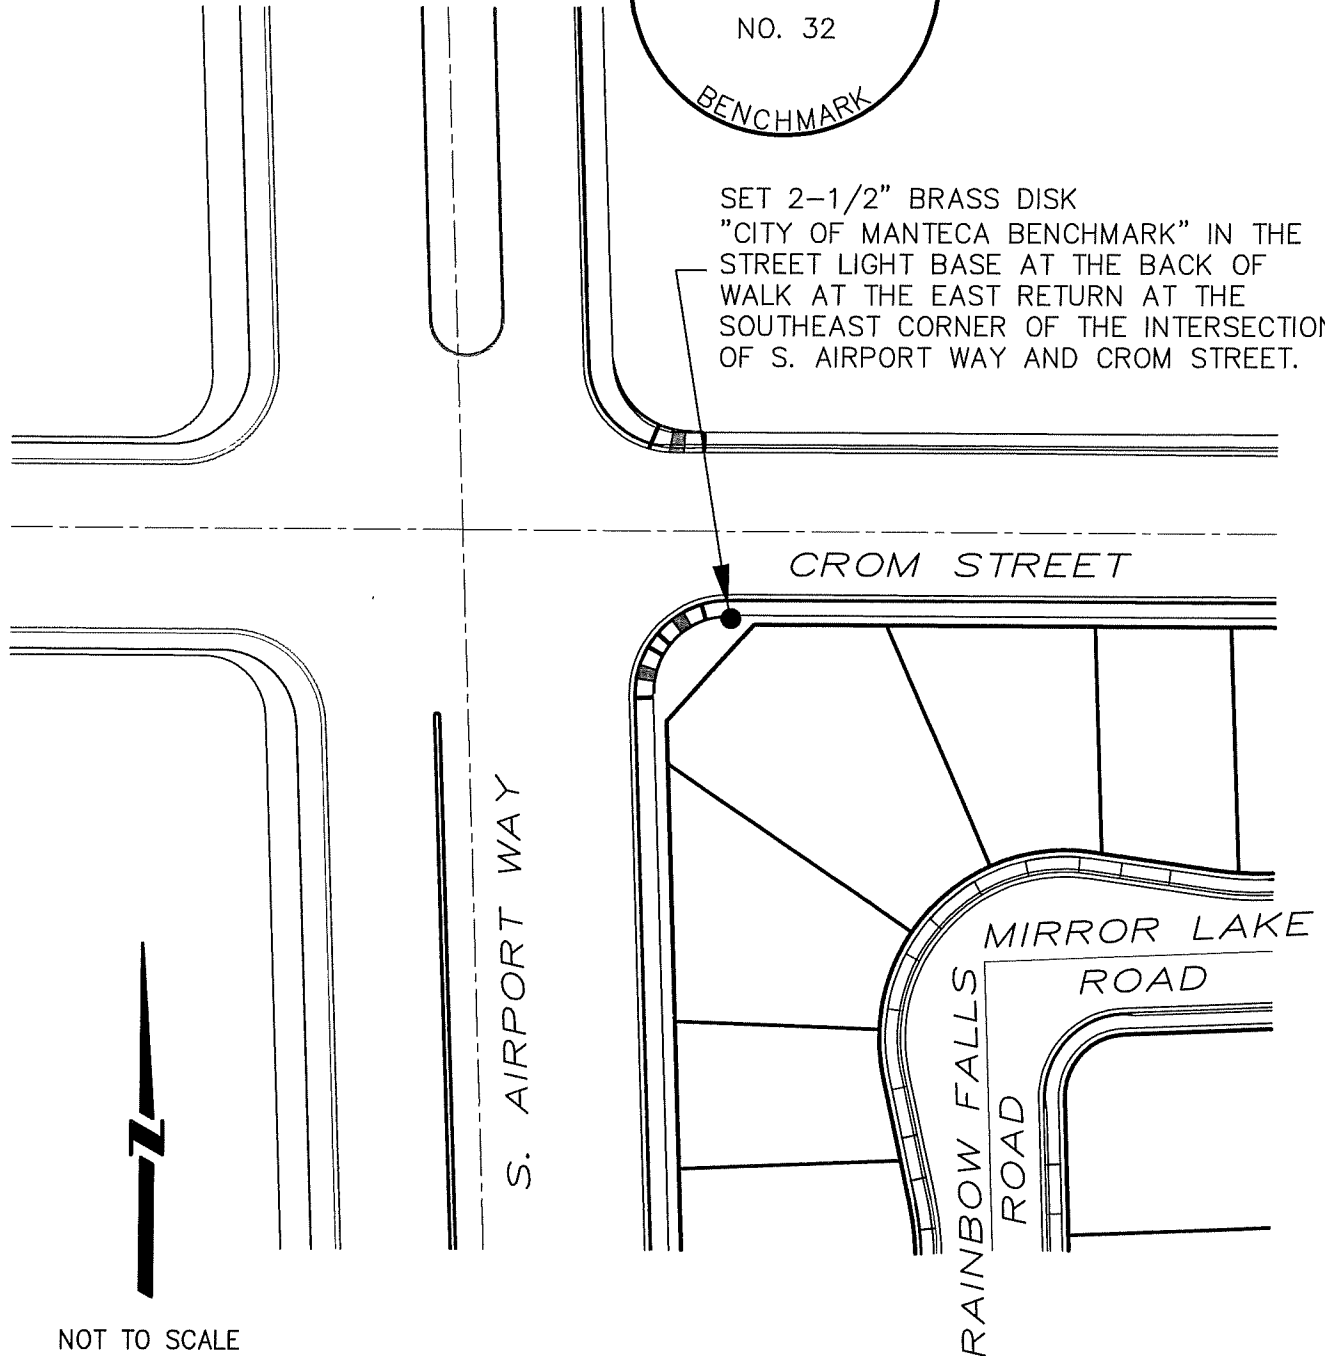 NO. 32
BENCHMARK
SET 2-1/2" BRASS DISK
"CITY OF MANTECA BENCHMARK" IN THE
STREET LIGHT BASE AT THE BACK OF
WALK AT THE EAST RETURN AT THE
SOUTHEAST CORNER OF THE INTERSECTION
OF S. AIRPORT WAY AND CROM STREET.
CROM STREET
S. AIRPORT WAY
MIRROR LAKE
ROAD
RAINBOW FALLS
ROAD
N
NOT TO SCALE